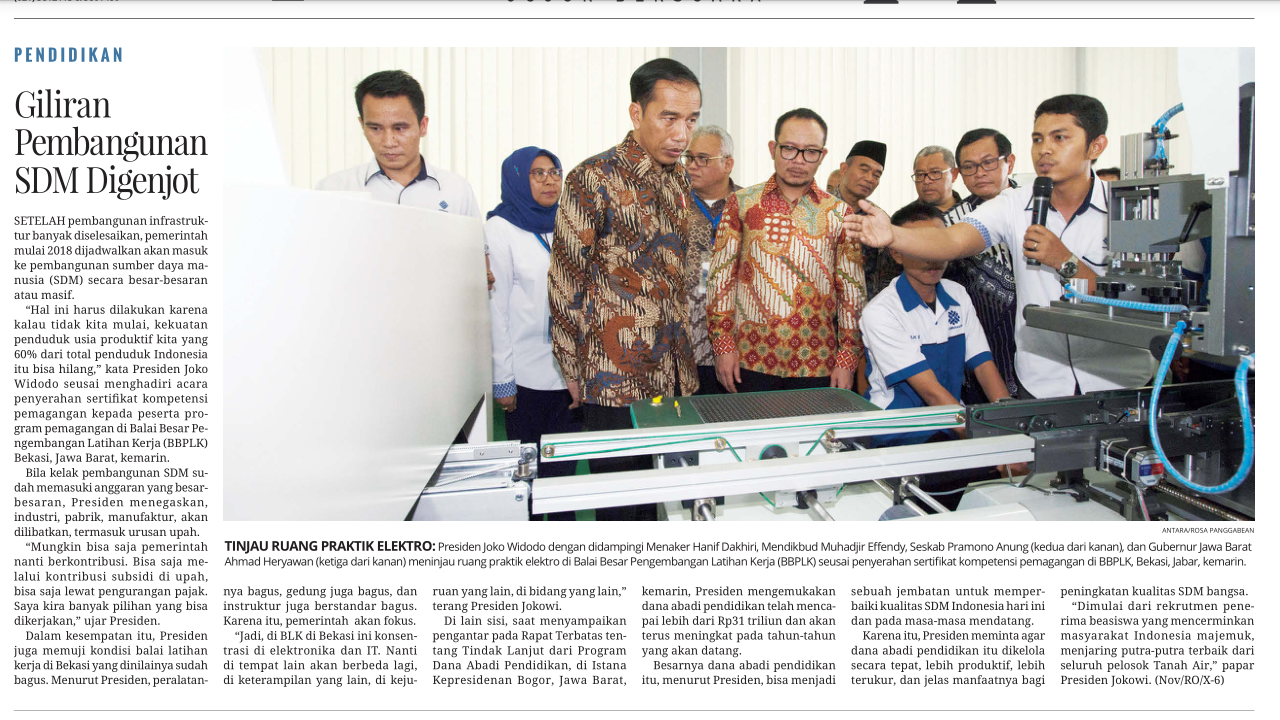 PENDIDIKAN
Giliran
Pembangunan
SDM Digenjot
SETELAH pembangunan infrastruk-
tur banyak diselesaikan, pemerintah
mulai 2018 dijadwalkan akan masuk
ke pembangunan sumber daya ma-
nusia (SDM) secara besar-besaran
atau masif.
“Hal ini harus dilakukan karena
kalau tidak kita mulai, kekuatan
penduduk usia produktif kita yang
60% dari total penduduk Indonesia
itu bisa hilang,” kata Presiden Joko
Widodo seusai menghadiri acara
penyerahan sertifikat kompetensi
pemagangan kepada peserta pro-
gram pemagangan di Balai Besar Pe-
ngembangan Latihan Kerja (BBPLK)
Bekasi, Jawa Barat, kemarin.
Bila kelak pembangunan SDM su-
dah memasuki anggaran yang besar-
besaran, Presiden menegaskan,
industri, pabrik, manufaktur, akan
dilibatkan, termasuk urusan upah.
“Mungkin bisa saja pemerintah
nanti berkontribusi. Bisa saja me-
lalui kontribusi subsidi di upah,
bisa saja lewat pengurangan pajak.
Saya kira banyak pilihan yang bisa
dikerjakan,” ujar Presiden.
Dalam kesempatan itu, Presiden
juga memuji kondisi balai latihan
kerja di Bekasi yang dinilainya sudah
bagus. Menurut Presiden, peralatan-
ANTARA/ROSA PANGGABEAN
TINJAU RUANG PRAKTIK ELEKTRO: Presiden Joko Widodo dengan didampingi Menaker Hanif Dakhiri, Mendikbud Muhadjir Effendy, Seskab Pramono Anung (kedua dari kanan), dan Gubernur Jawa Barat
Ahmad Heryawan (ketiga dari kanan) meninjau ruang praktik elektro di Balai Besar Pengembangan Latihan Kerja (BBPLK) seusai penyerahan sertifikat kompetensi pemagangan di BBPLK, Bekasi, Jabar, kemarin.
nya bagus, gedung juga bagus, dan
instruktur juga berstandar bagus.
Karena itu, pemerintah akan fokus.
“Jadi, di BLK di Bekasi ini konsen-
trasi di elektronika dan IT. Nanti
di tempat lain akan berbeda lagi,
di keterampilan yang lain, di keju-
ruan yang lain, di bidang yang lain,”
terang Presiden Jokowi.
Di lain sisi, saat menyampaikan
pengantar pada Rapat Terbatas ten-
tang Tindak Lanjut dari Program
Dana Abadi Pendidikan, di Istana
Kepresidenan Bogor, Jawa Barat,
kemarin, Presiden mengemukakan
dana abadi pendidikan telah menca-
pai lebih dari Rp31 triliun dan akan
terus meningkat pada tahun-tahun
yang akan datang.
Besarnya dana abadi pendidikan
itu, menurut Presiden, bisa menjadi
sebuah jembatan untuk memper-
baiki kualitas SDM Indonesia hari ini
dan pada masa-masa mendatang.
Karena itu, Presiden meminta agar
dana abadi pendidikan itu dikelola
secara tepat, lebih produktif, lebih
terukur, dan jelas manfaatnya bagi
peningkatan kualitas SDM bangsa.
“Dimulai dari rekrutmen pene-
rima beasiswa yang mencerminkan
masyarakat Indonesia majemuk,
menjaring putra-putra terbaik dari
seluruh pelosok Tanah Air,” papar
Presiden Jokowi. (Nov/RO/X-6)